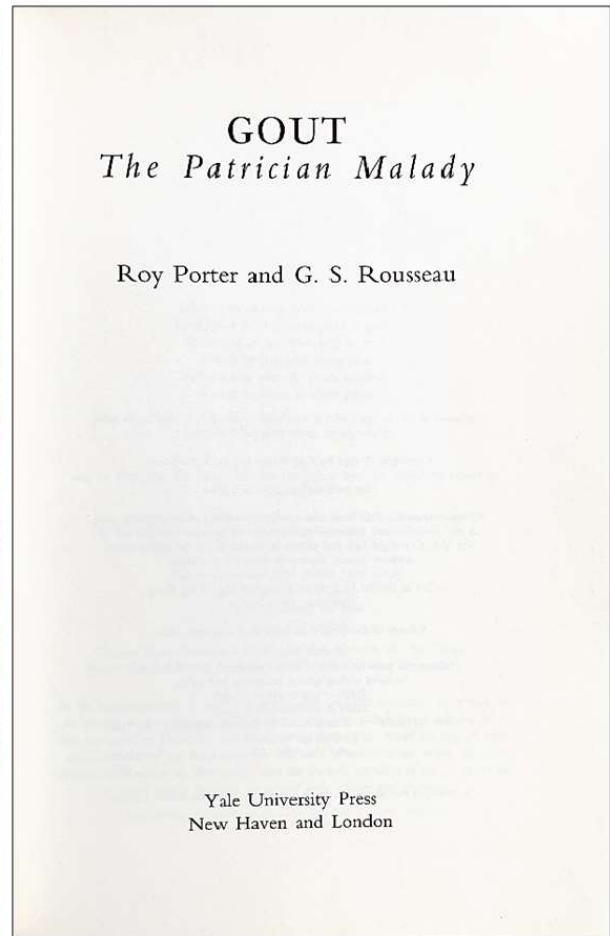 GOUT
The Patrician Malady
Roy Porter and G. S. Rousseau
Yale University Press
New Haven and London